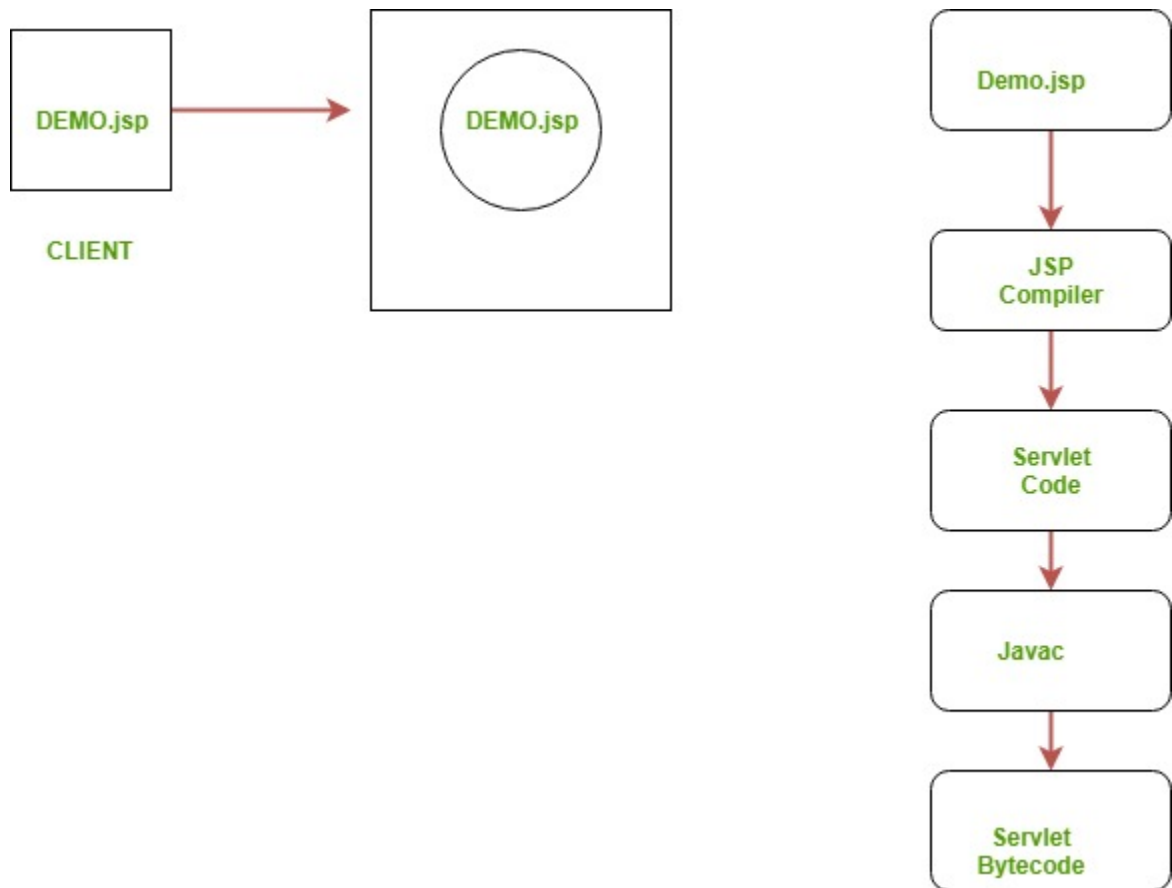 DEMO.jsp
CLIENT
DEMO.jsp
Demo.jsp
JSP
Compiler
Servlet
Code
Javac
Servlet
Bytecode